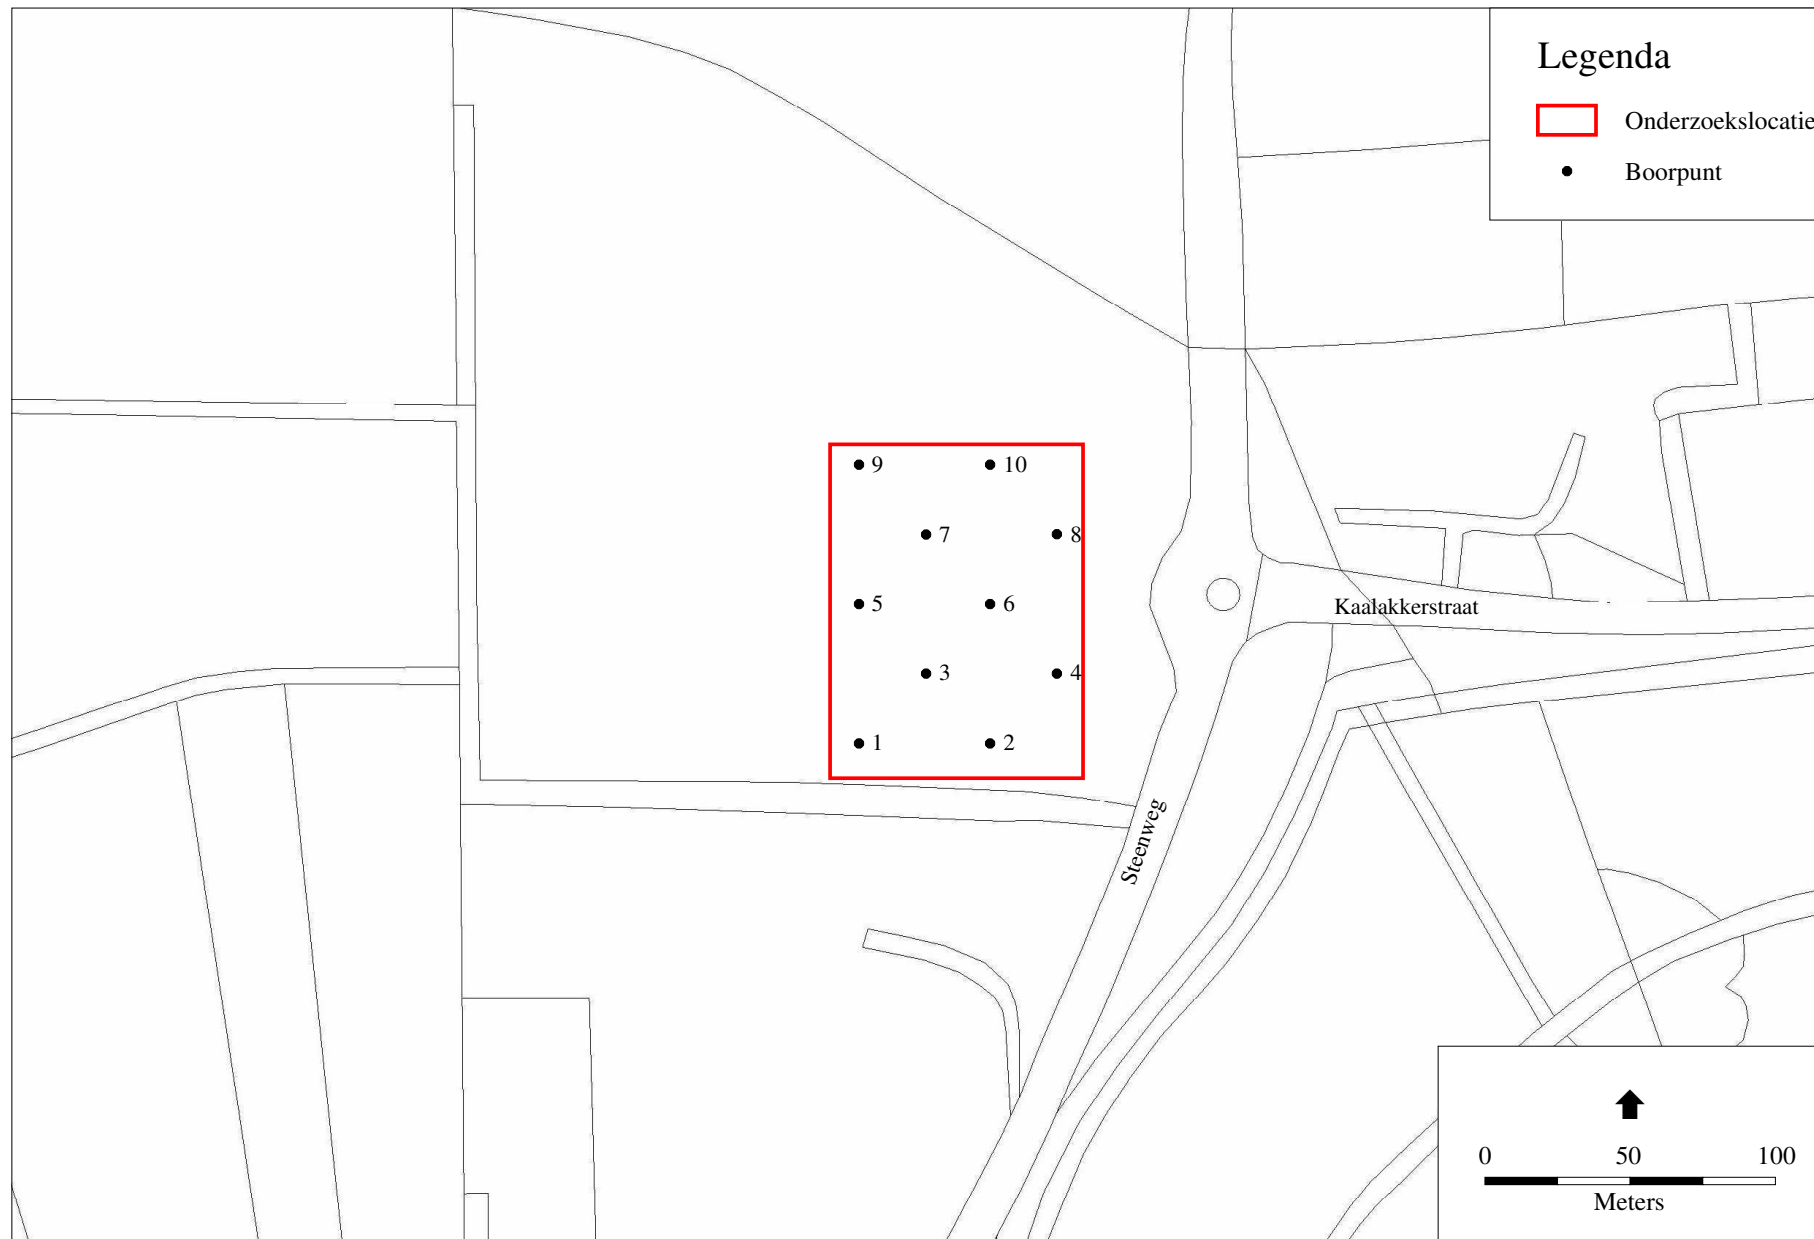 Legenda
Onderzoekslocatie
Boorpunt
9
10
7
8
5
6
Kaalakkerstraat
3
4
1
2
Steenweg
0 50 100
Meters